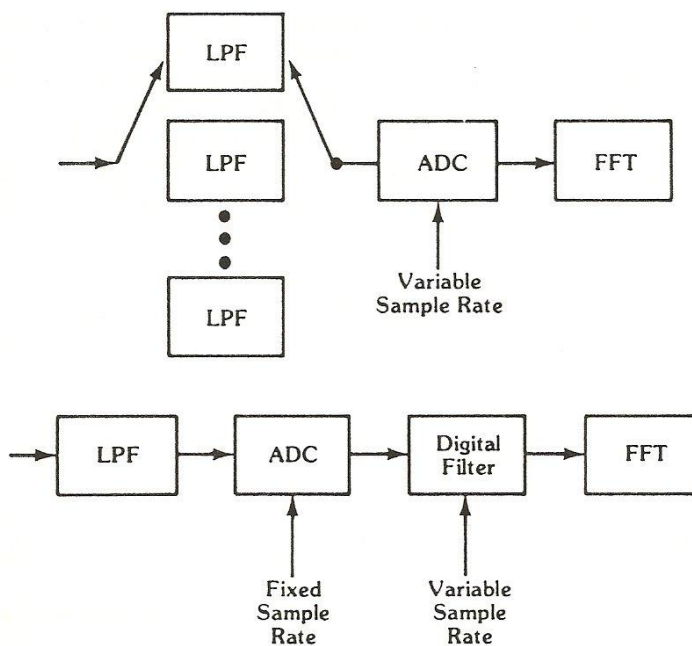 LPF
LPF
ADC
FFT
LPF
Variable
Sample Rate
LPF
ADC
Digital
Filter
FFT
Fixed
Sample
Rate
Variable
Sample
Rate